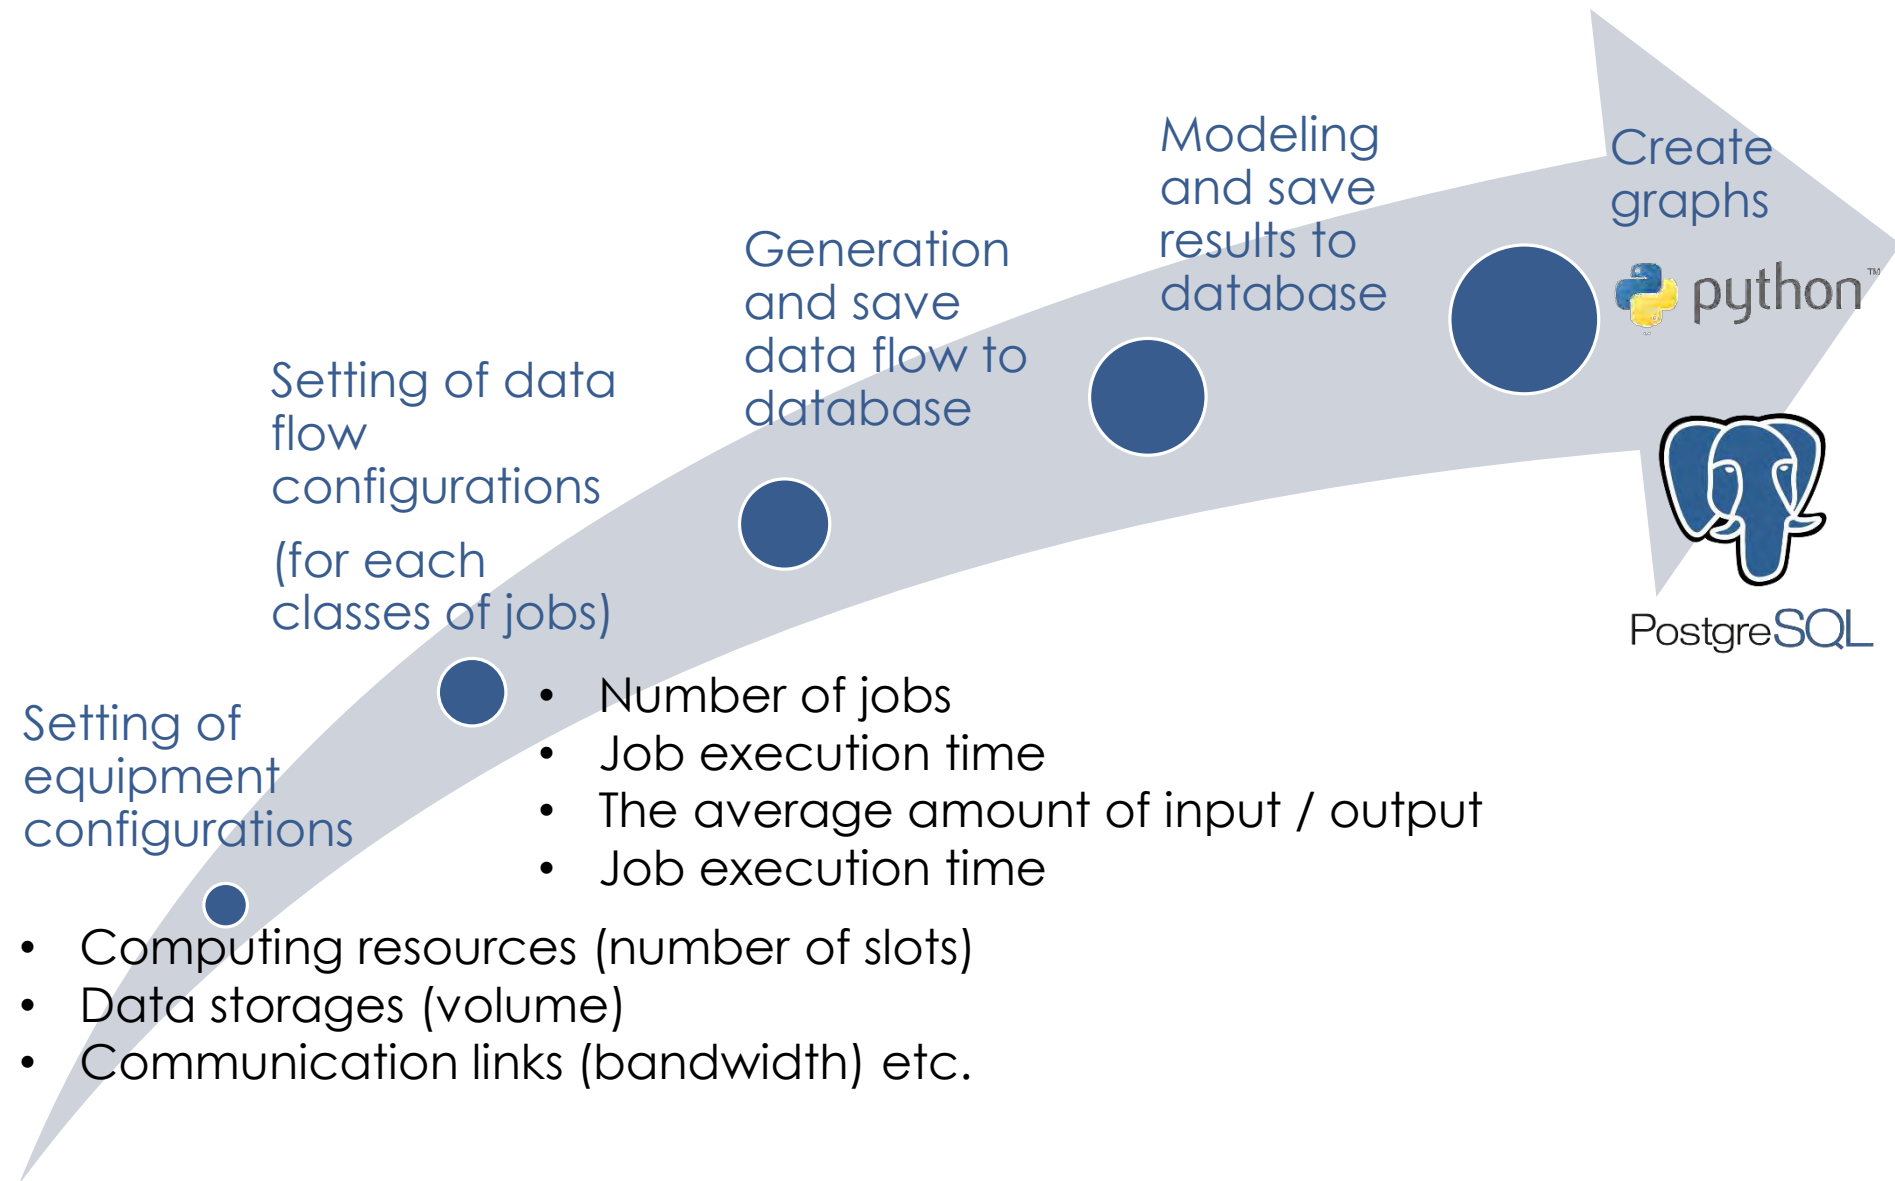 Setting of
equipment
configurations
• Computing resources (number of slots)
• Data storages (volume)
• Communication links (bandwidth) etc.
Setting of data
flow
configurations
(for each
classes of jobs)
• Number of jobs
• Job execution time
• The average amount of input / output
• Job execution time
Generation
and save
data flow to
database
Modeling
and save
results to
database
Create
graphs
python™
PostgreSQL